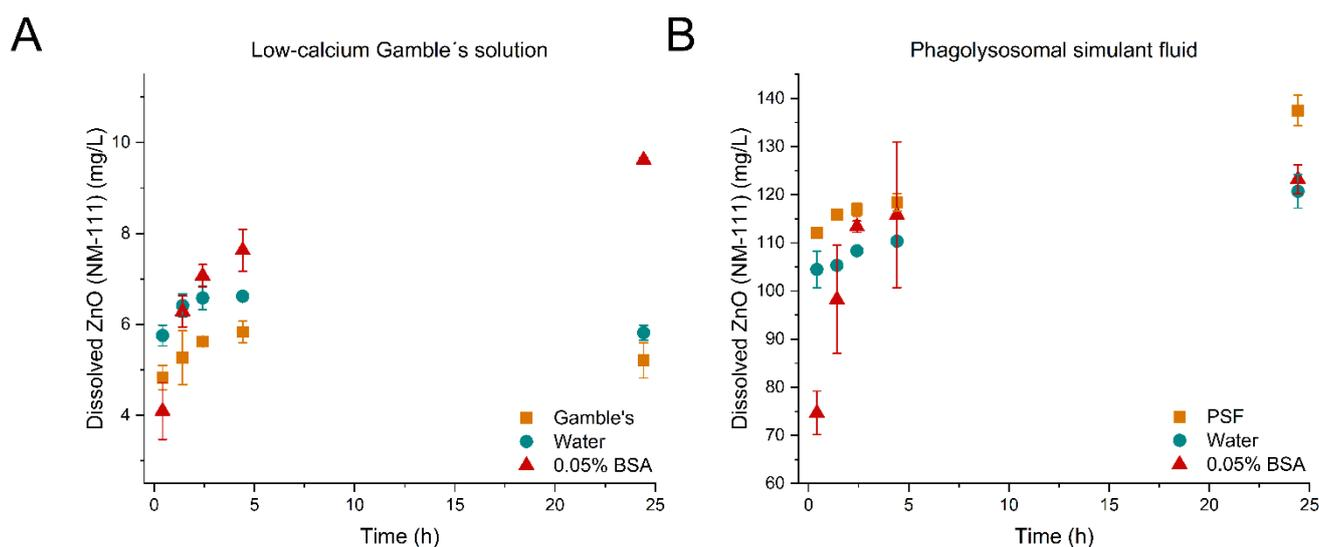 A
Low-calcium Gamble´s solution
Dissolved ZnO (NM-111) (mg/L)
10
8
6
4
0
5
10
15
20
25
Time (h)
Gamble's
Water
0.05% BSA
B
Phagolysosomal simulant fluid
Dissolved ZnO (NM-111) (mg/L)
140
130
120
110
100
90
80
70
60
0
5
10
15
20
25
Time (h)
PSF
Water
0.05% BSA